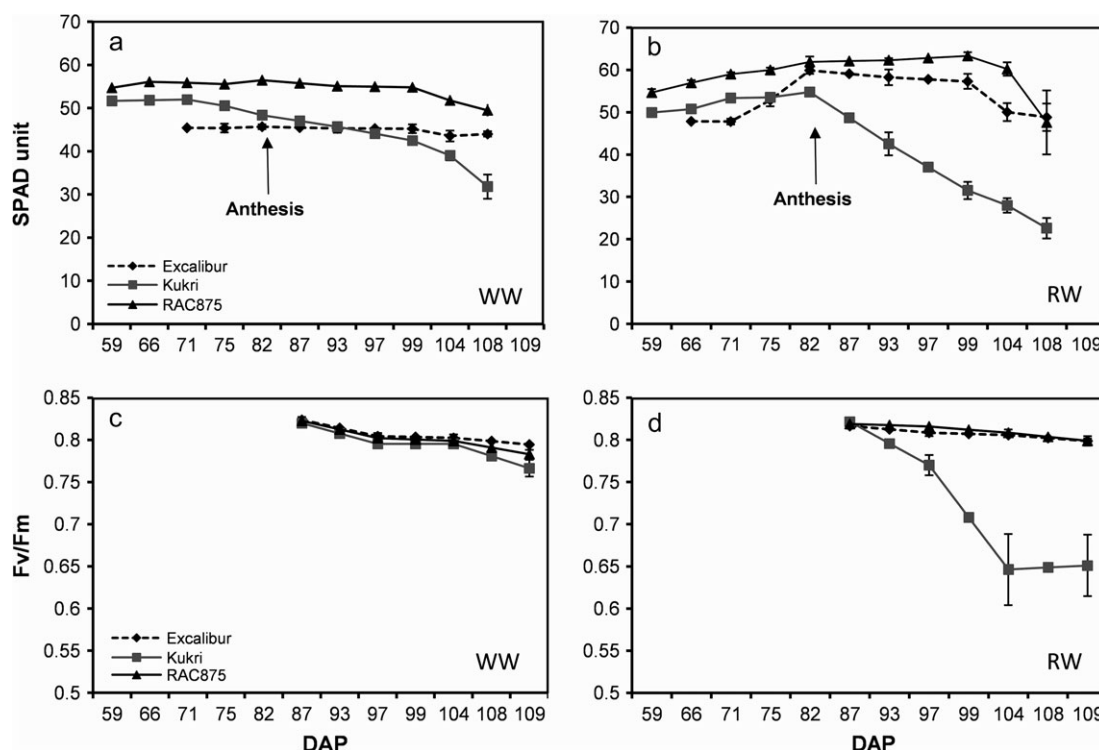 a
70
60
50
40
30
20
10
0
SPAD unit
Anthesis
Excalibur
Kukri
RAC875
WW
59 66 71 75 82 87 93 97 99 104 108 109
b
70
60
50
40
30
20
10
0
Anthesis
RW
59 66 71 75 82 87 93 97 99 104 108 109
c
0.85
0.8
0.75
0.7
0.65
0.6
0.55
0.5
Fv/Fm
Excalibur
Kukri
RAC875
WW
59 66 71 75 82 87 93 97 99 104 108 109
DAP
d
0.85
0.8
0.75
0.7
0.65
0.6
0.55
0.5
RW
59 66 71 75 82 87 93 97 99 104 108 109
DAP